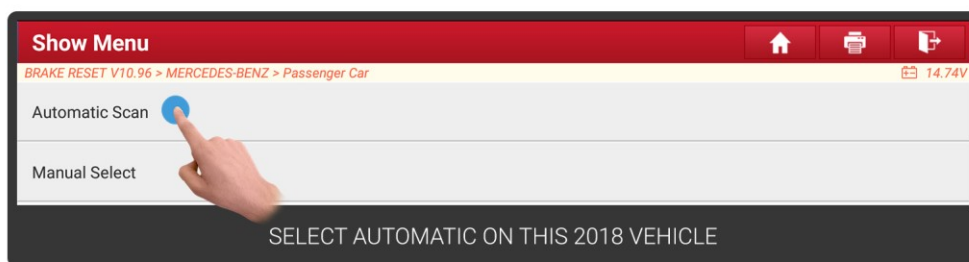 Show Menu
BRAKE RESET V10.96 > MERCEDES-BENZ > Passenger Car
14.74V
Automatic Scan
Manual Select
SELECT AUTOMATIC ON THIS 2018 VEHICLE